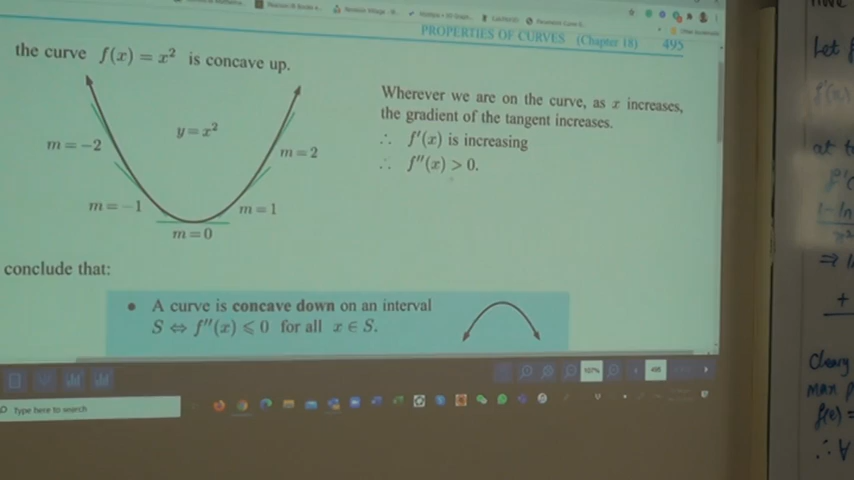 PROPERTIES OF CURVES (Chapter 18) 495
the curve f(x) = x² is concave up.
y = x²
m = −2
m = 2
m = −1
m = 1
m = 0
Wherever we are on the curve, as x increases,
the gradient of the tangent increases.
∴ f′(x) is increasing
∴ f″(x) > 0.
conclude that:
• A curve is concave down on an interval
S ⇔ f″(x) ⩽ 0 for all x ∈ S.
107%
495
Type here to search
Let
f′(x)
at
⇒
+
max
f(e) =
∴ ∀